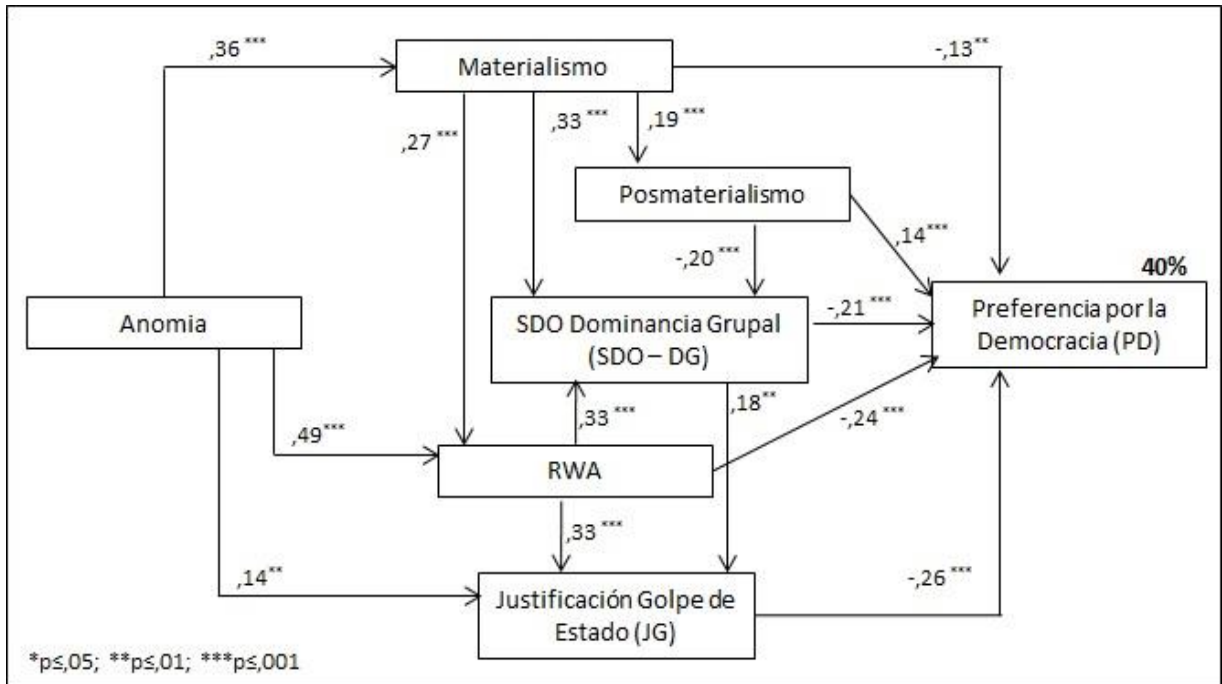 ,36 ***
Materialismo
-,13**
,27 ***
,33 ***
,19 ***
Posmaterialismo
,14***
-,20 ***
40%
Anomia
SDO Dominancia Grupal
(SDO – DG)
-,21 ***
Preferencia por la
Democracia (PD)
,49***
,33 ***
,18**
-,24 ***
RWA
,33 ***
,14**
Justificación Golpe de
Estado (JG)
-,26 ***
*p≤,05; **p≤,01; ***p≤,001